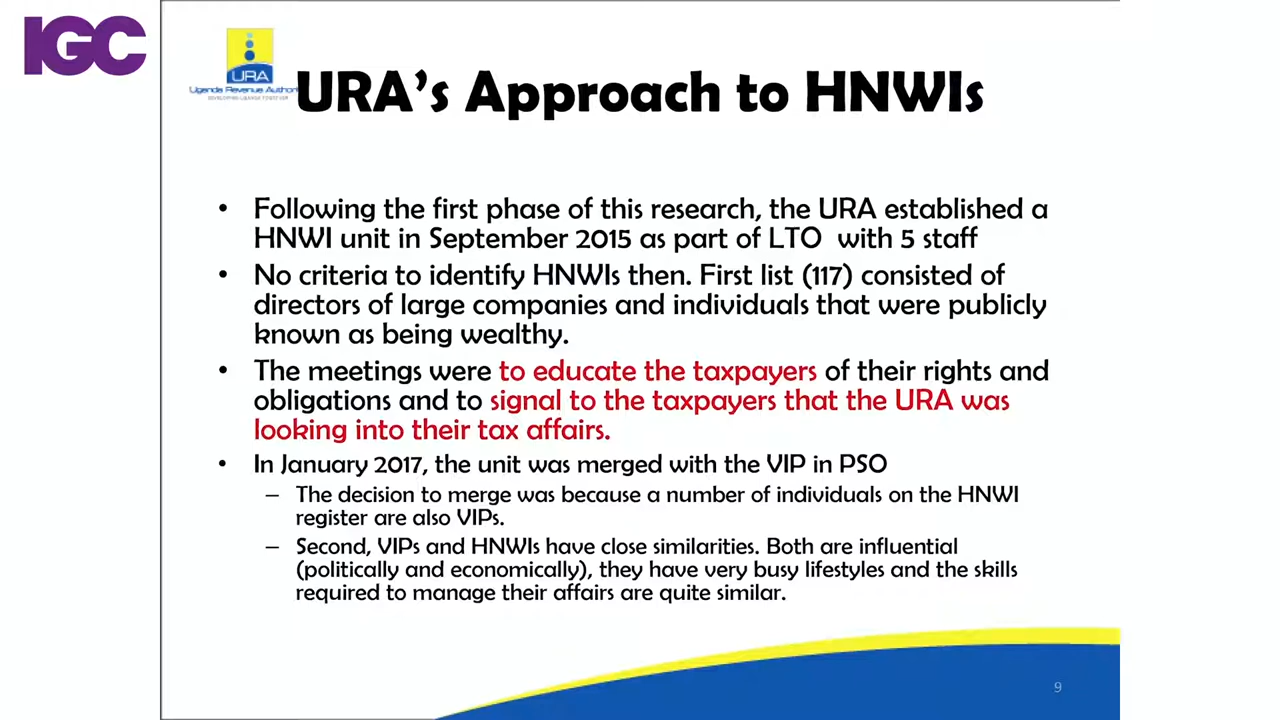 IGC
URA
Uganda Revenue Authority
DEVELOPING UGANDA TOGETHER
URA's Approach to HNWIs
• Following the first phase of this research, the URA established a
HNWI unit in September 2015 as part of LTO with 5 staff
• No criteria to identify HNWIs then. First list (117) consisted of
directors of large companies and individuals that were publicly
known as being wealthy.
• The meetings were to educate the taxpayers of their rights and
obligations and to signal to the taxpayers that the URA was
looking into their tax affairs.
• In January 2017, the unit was merged with the VIP in PSO
– The decision to merge was because a number of individuals on the HNWI
register are also VIPs.
– Second, VIPs and HNWIs have close similarities. Both are influential
(politically and economically), they have very busy lifestyles and the skills
required to manage their affairs are quite similar.
9